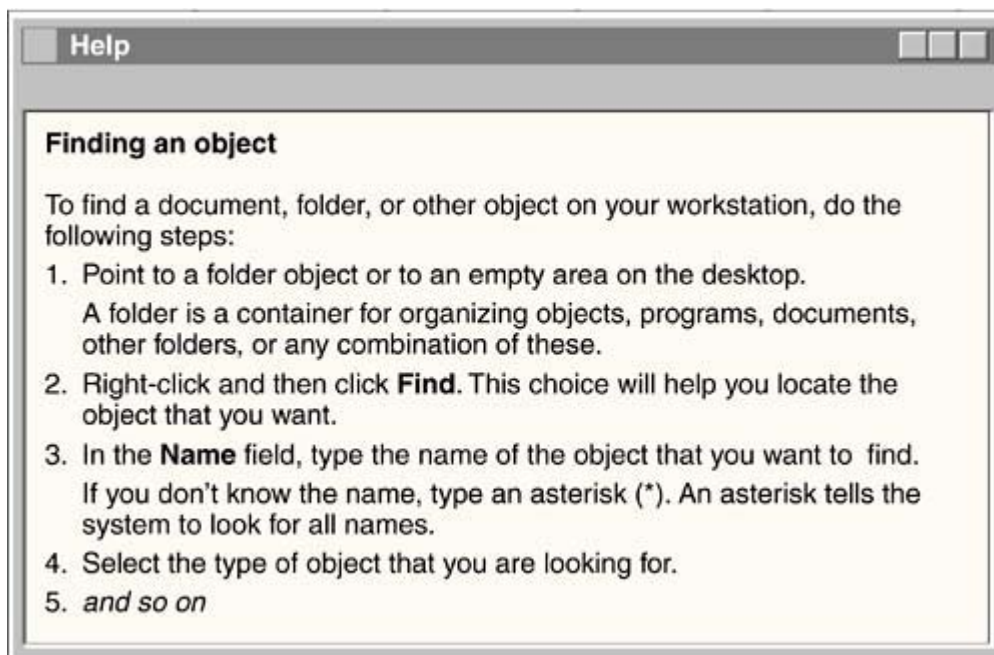 Help
Finding an object
To find a document, folder, or other object on your workstation, do the
following steps:
1. Point to a folder object or to an empty area on the desktop.
A folder is a container for organizing objects, programs, documents,
other folders, or any combination of these.
2. Right-click and then click Find. This choice will help you locate the
object that you want.
3. In the Name field, type the name of the object that you want to find.
If you don't know the name, type an asterisk (*). An asterisk tells the
system to look for all names.
4. Select the type of object that you are looking for.
5. and so on